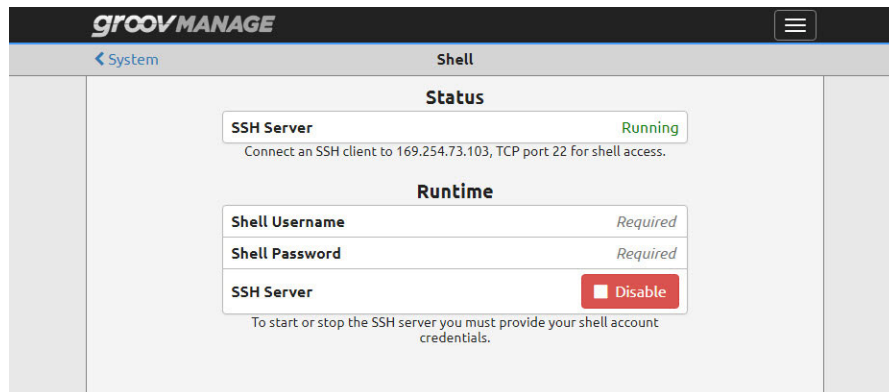 groov MANAGE
System
Shell
Status
SSH Server Running
Connect an SSH client to 169.254.73.103, TCP port 22 for shell access.
Runtime
Shell Username Required
Shell Password Required
SSH Server Disable
To start or stop the SSH server you must provide your shell account
credentials.